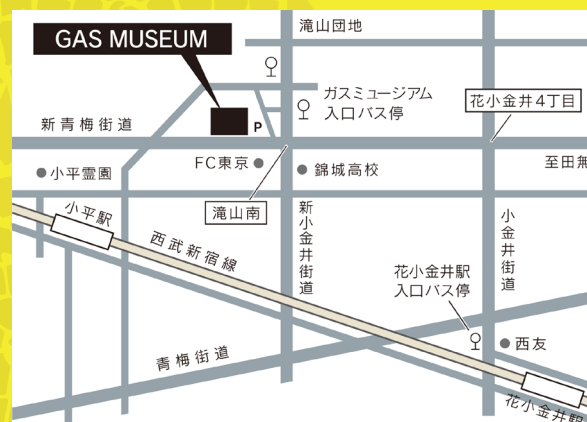 滝山団地
GAS MUSEUM
ガスミュージアム
入口バス停
花小金井4丁目
P
新青梅街道
FC東京
錦城高校
至田無
小平霊園
滝山南
小平駅
西武新宿線
新小金井街道
小金井街道
花小金井駅
入口バス停
西友
青梅街道
花小金井駅